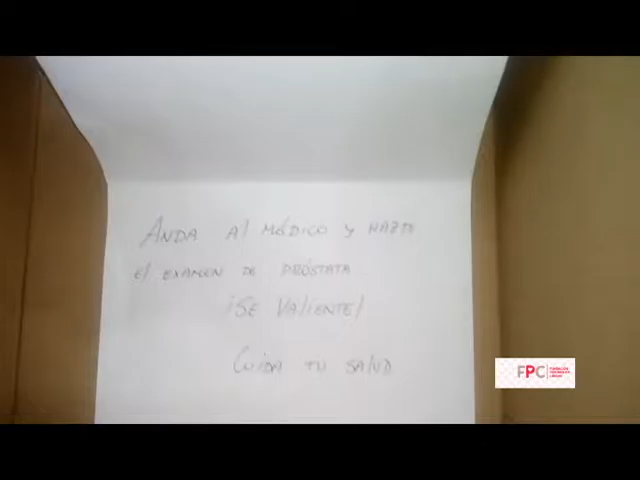 ANDA Al MÉDICO Y HAZTE
El EXAMEN DE PRÓSTATA
¡SE VAlIENTE!
CUIDA TU SALUD
FPC